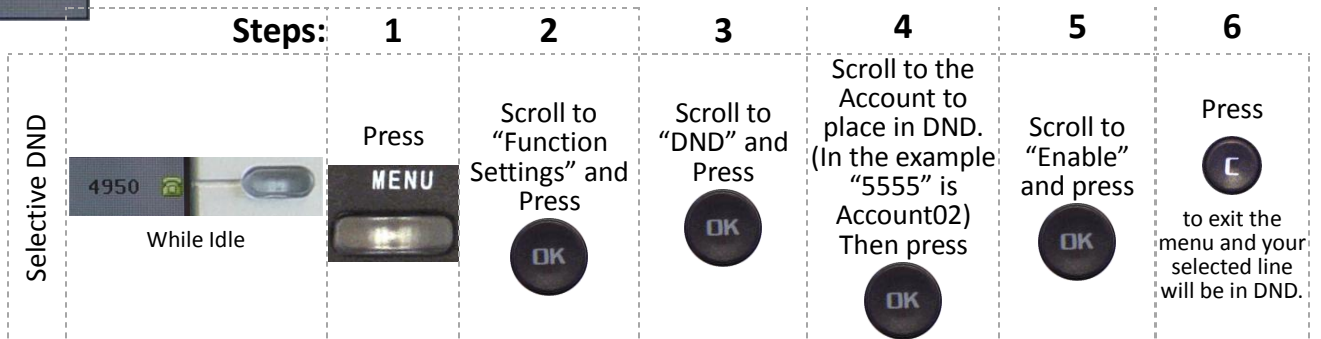 Steps: 1 2 3 4 5 6
Selective DND
4950
While Idle
Press
MENU
Scroll to
“Function
Settings” and
Press
OK
Scroll to
“DND” and
Press
OK
Scroll to the
Account to
place in DND.
(In the example
“5555” is
Account02)
Then press
OK
Scroll to
“Enable”
and press
OK
Press
C
to exit the
menu and your
selected line
will be in DND.